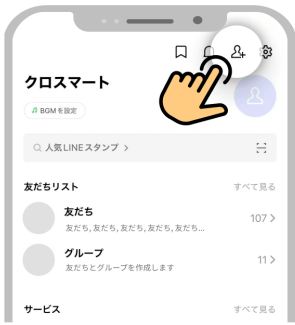 クロスマート
BGMを設定
人気LINEスタンプ >
友だちリスト すべて見る
友だち
友だち, 友だち, 友だち, 友だち, 友だち... 107 >
グループ
友だちとグループを作成します 11 >
サービス すべて見る